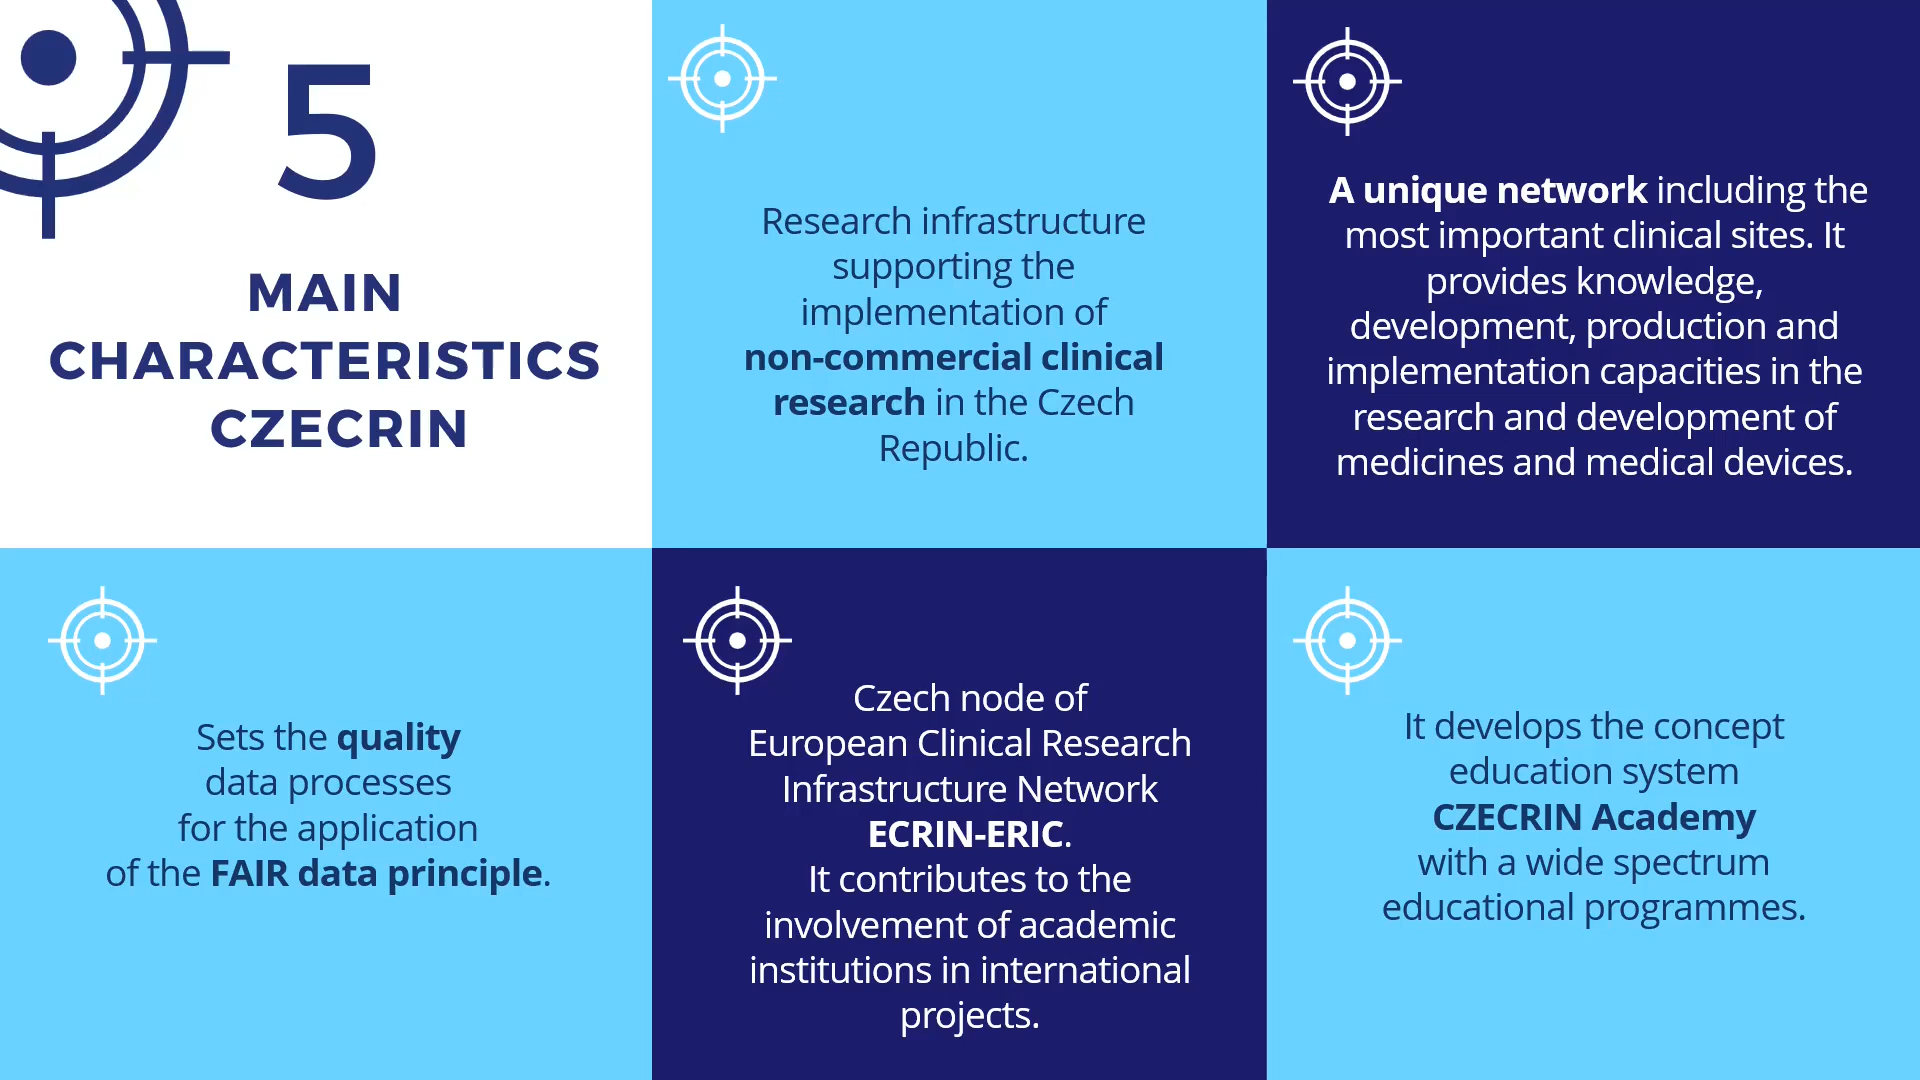 5
MAIN
CHARACTERISTICS
CZECRIN
Research infrastructure
supporting the
implementation of
non-commercial clinical
research in the Czech
Republic.
A unique network including the
most important clinical sites. It
provides knowledge,
development, production and
implementation capacities in the
research and development of
medicines and medical devices.
Sets the quality
data processes
for the application
of the FAIR data principle.
Czech node of
European Clinical Research
Infrastructure Network
ECRIN-ERIC.
It contributes to the
involvement of academic
institutions in international
projects.
It develops the concept
education system
CZECRIN Academy
with a wide spectrum
educational programmes.